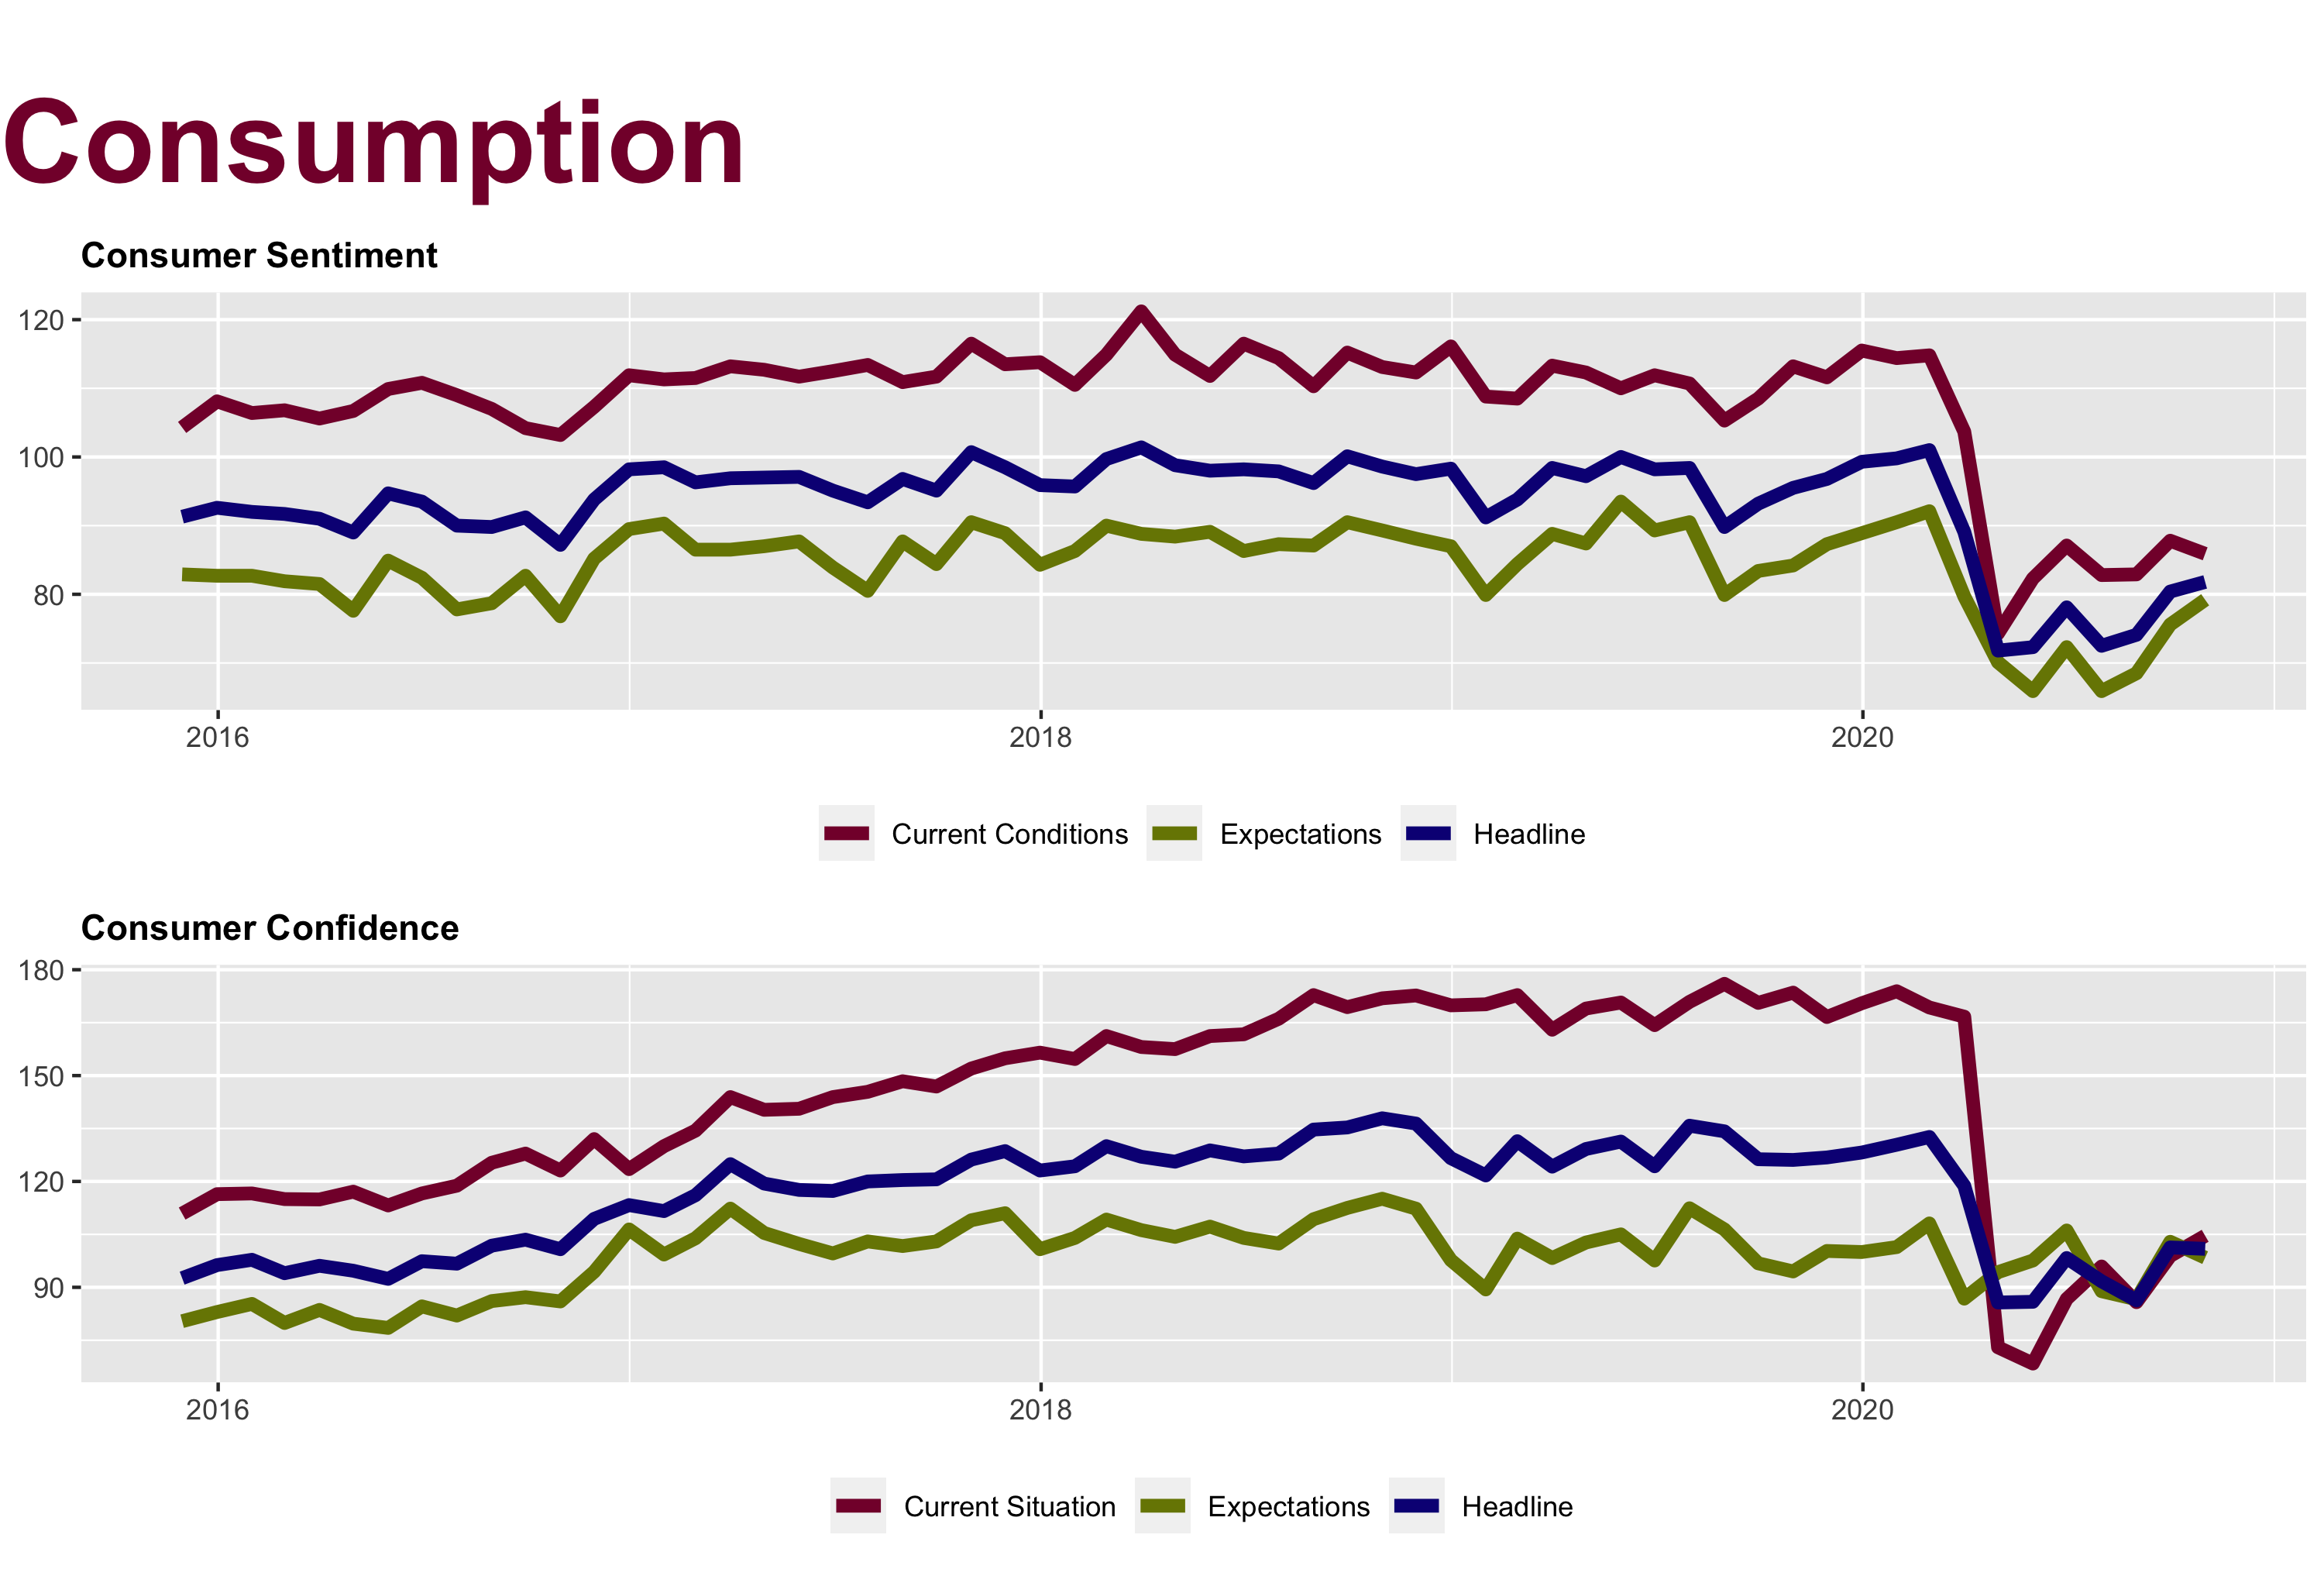 Consumption
Consumer Sentiment
120
100
80
2016 2018 2020
Current Conditions Expectations Headline
Consumer Confidence
180
150
120
90
2016 2018 2020
Current Situation Expectations Headline